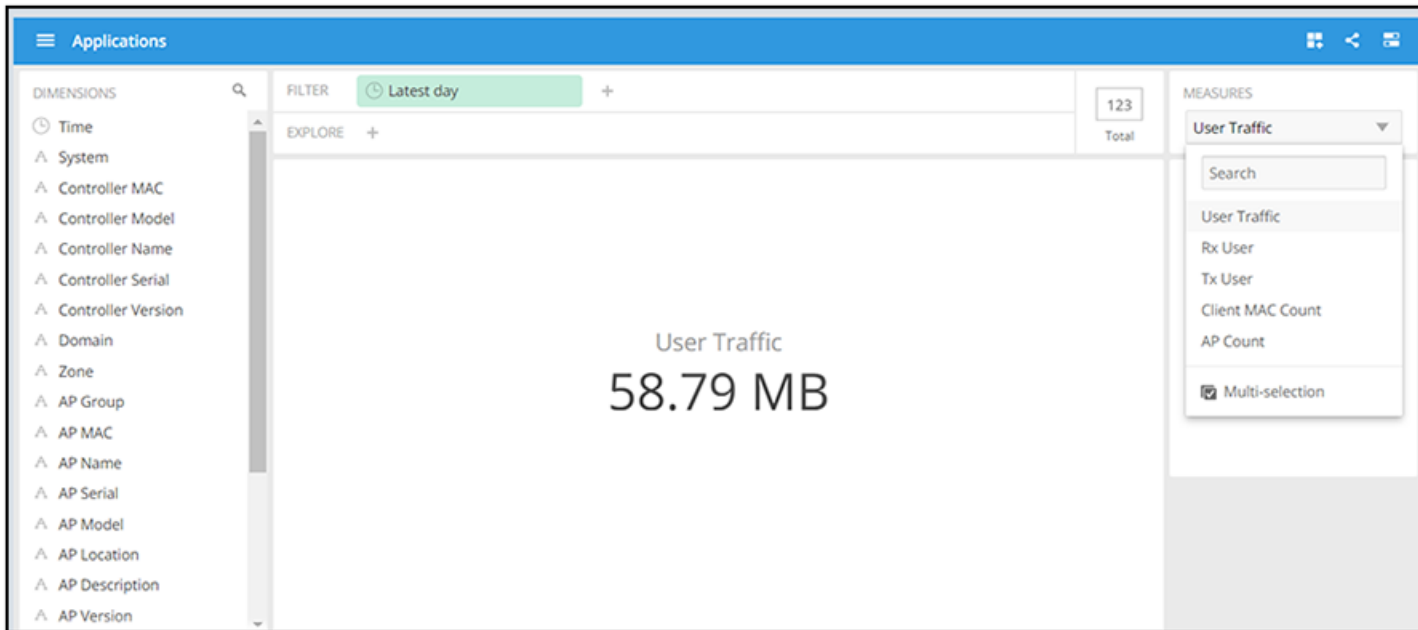 Applications
DIMENSIONS
Time
System
Controller MAC
Controller Model
Controller Name
Controller Serial
Controller Version
Domain
Zone
AP Group
AP MAC
AP Name
AP Serial
AP Model
AP Location
AP Description
AP Version
FILTER
Latest day
+
EXPLORE +
123
Total
User Traffic
58.79 MB
MEASURES
User Traffic
Search
User Traffic
Rx User
Tx User
Client MAC Count
AP Count
Multi-selection